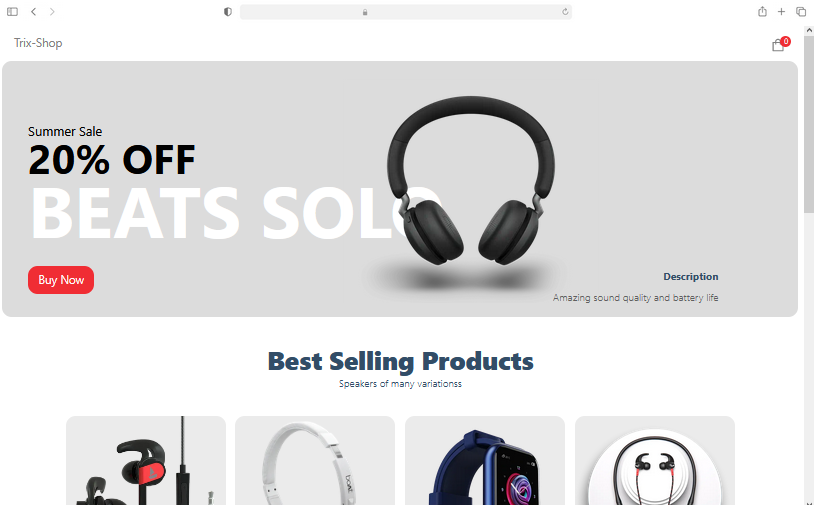 Trix-Shop
0
Summer Sale
20% OFF
BEATS SOLO
Buy Now
Description
Amazing sound quality and battery life
Best Selling Products
Speakers of many variationss
boAt